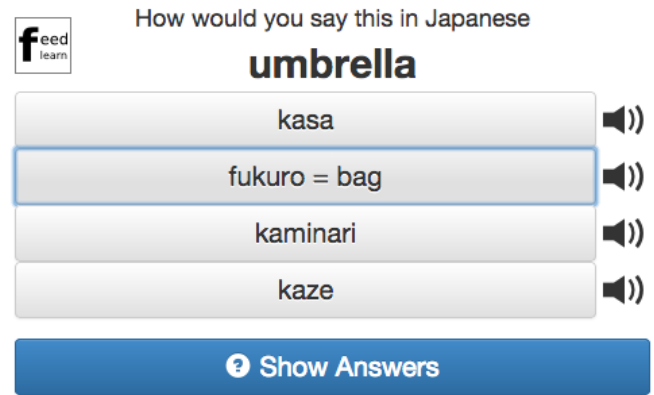 feed
learn
How would you say this in Japanese
umbrella
kasa
fukuro = bag
kaminari
kaze
? Show Answers